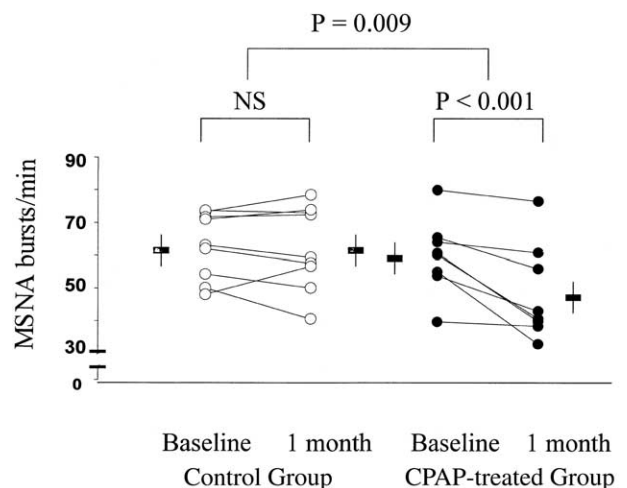 P = 0.009
NS
P < 0.001
90
70
50
30
0
MSNA bursts/min
Baseline 1 month Baseline 1 month
Control Group CPAP-treated Group